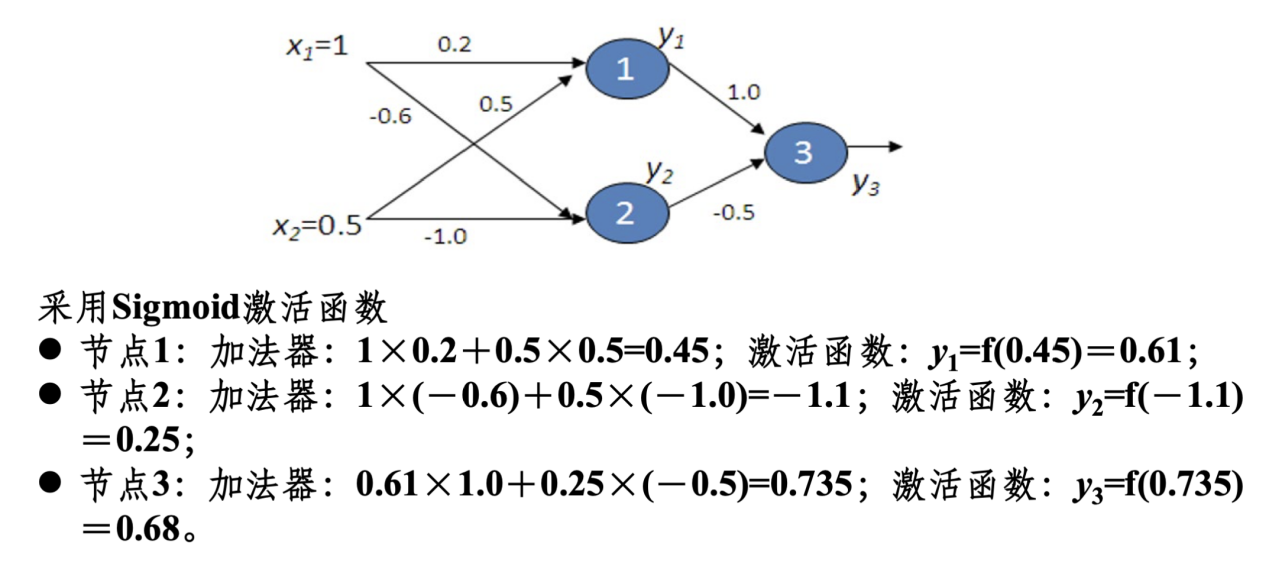 x₁=1
0.2
y₁
1
-0.6
0.5
1.0
3
y₃
x₂=0.5
-1.0
y₂
2
-0.5
采用Sigmoid激活函数
● 节点1：加法器：1×0.2＋0.5×0.5=0.45；激活函数：y₁=f(0.45)＝0.61；
● 节点2：加法器：1×(－0.6)＋0.5×(－1.0)=－1.1；激活函数：y₂=f(－1.1)
＝0.25；
● 节点3：加法器：0.61×1.0＋0.25×(－0.5)=0.735；激活函数：y₃=f(0.735)
＝0.68。